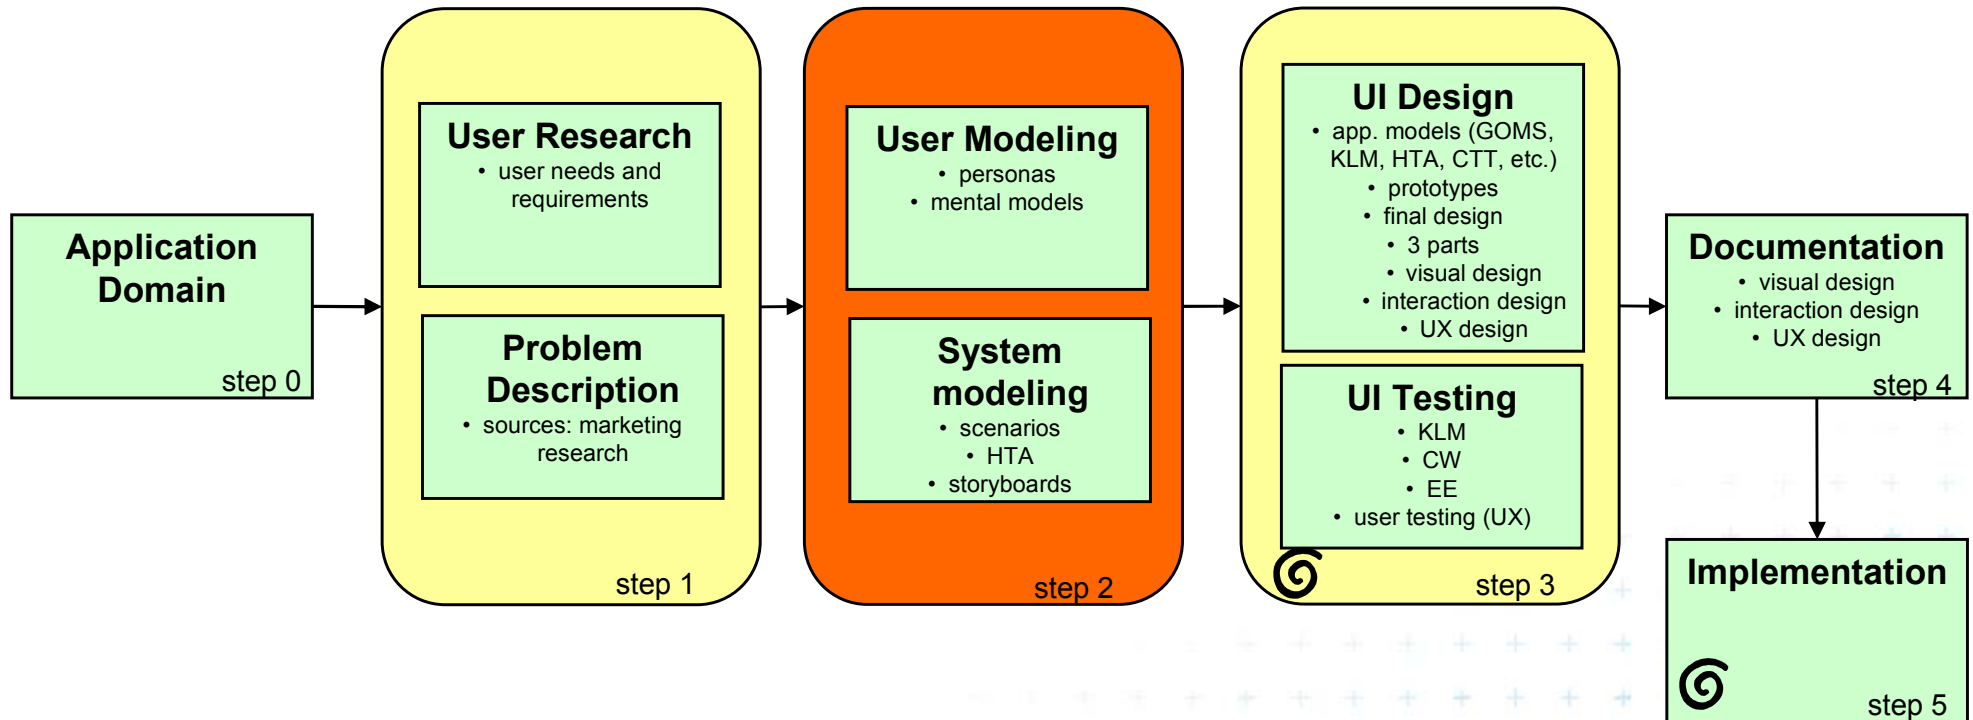 Application
Domain
step 0
User Research
• user needs and
requirements
Problem
Description
• sources: marketing
research
step 1
User Modeling
• personas
• mental models
System
modeling
• scenarios
• HTA
• storyboards
step 2
UI Design
• app. models (GOMS,
KLM, HTA, CTT, etc.)
• prototypes
• final design
• 3 parts
• visual design
• interaction design
• UX design
UI Testing
• KLM
• CW
• EE
• user testing (UX)
step 3
Documentation
• visual design
• interaction design
• UX design
step 4
Implementation
step 5